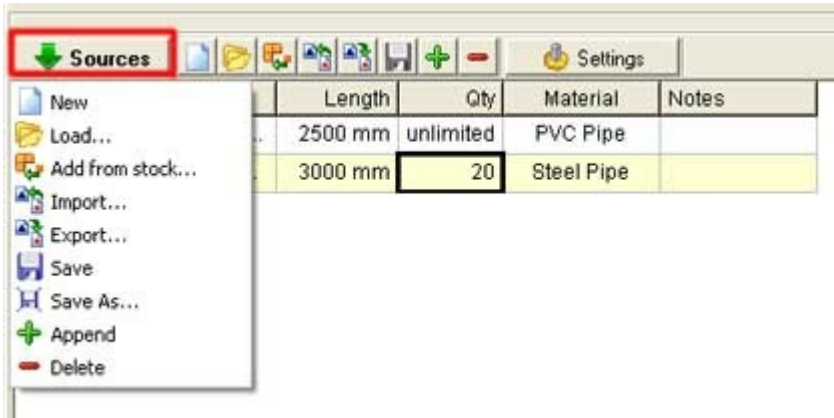 Sources Settings
New Length Qty Material Notes
Load... .. 2500 mm unlimited PVC Pipe
Add from stock... . 3000 mm 20 Steel Pipe
Import...
Export...
Save
Save As...
Append
Delete